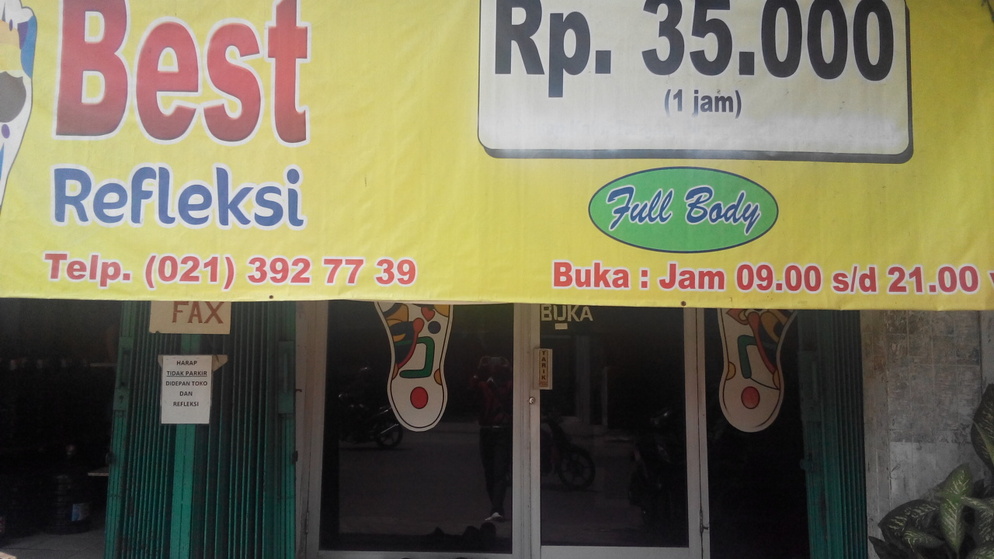 Best
Refleksi
Telp. (021) 392 77 39
Rp. 35.000
(1 jam)
Full Body
Buka : Jam 09.00 s/d 21.00
FAX
HARAP
TIDAK PARKIR
DIDEPAN TOKO
DAN
REFLEKSI
BUKA
TARIK